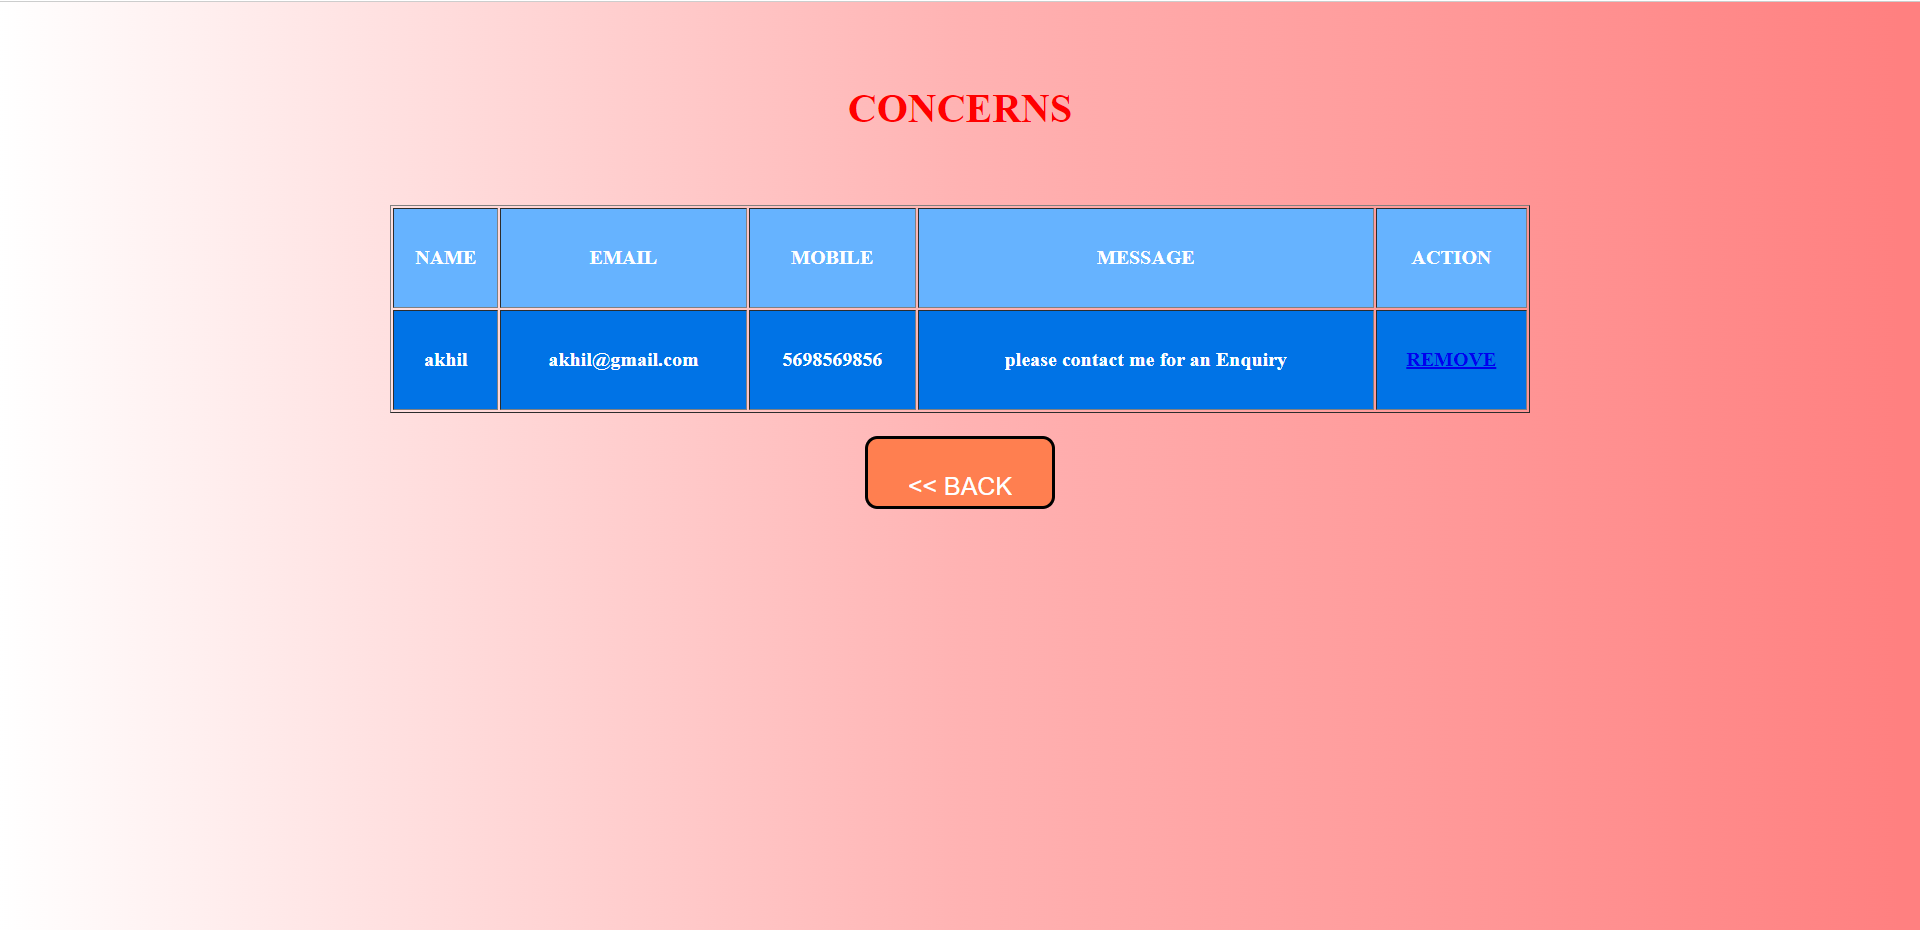 CONCERNS
NAME EMAIL MOBILE MESSAGE ACTION
akhil akhil@gmail.com 5698569856 please contact me for an Enquiry REMOVE
<< BACK